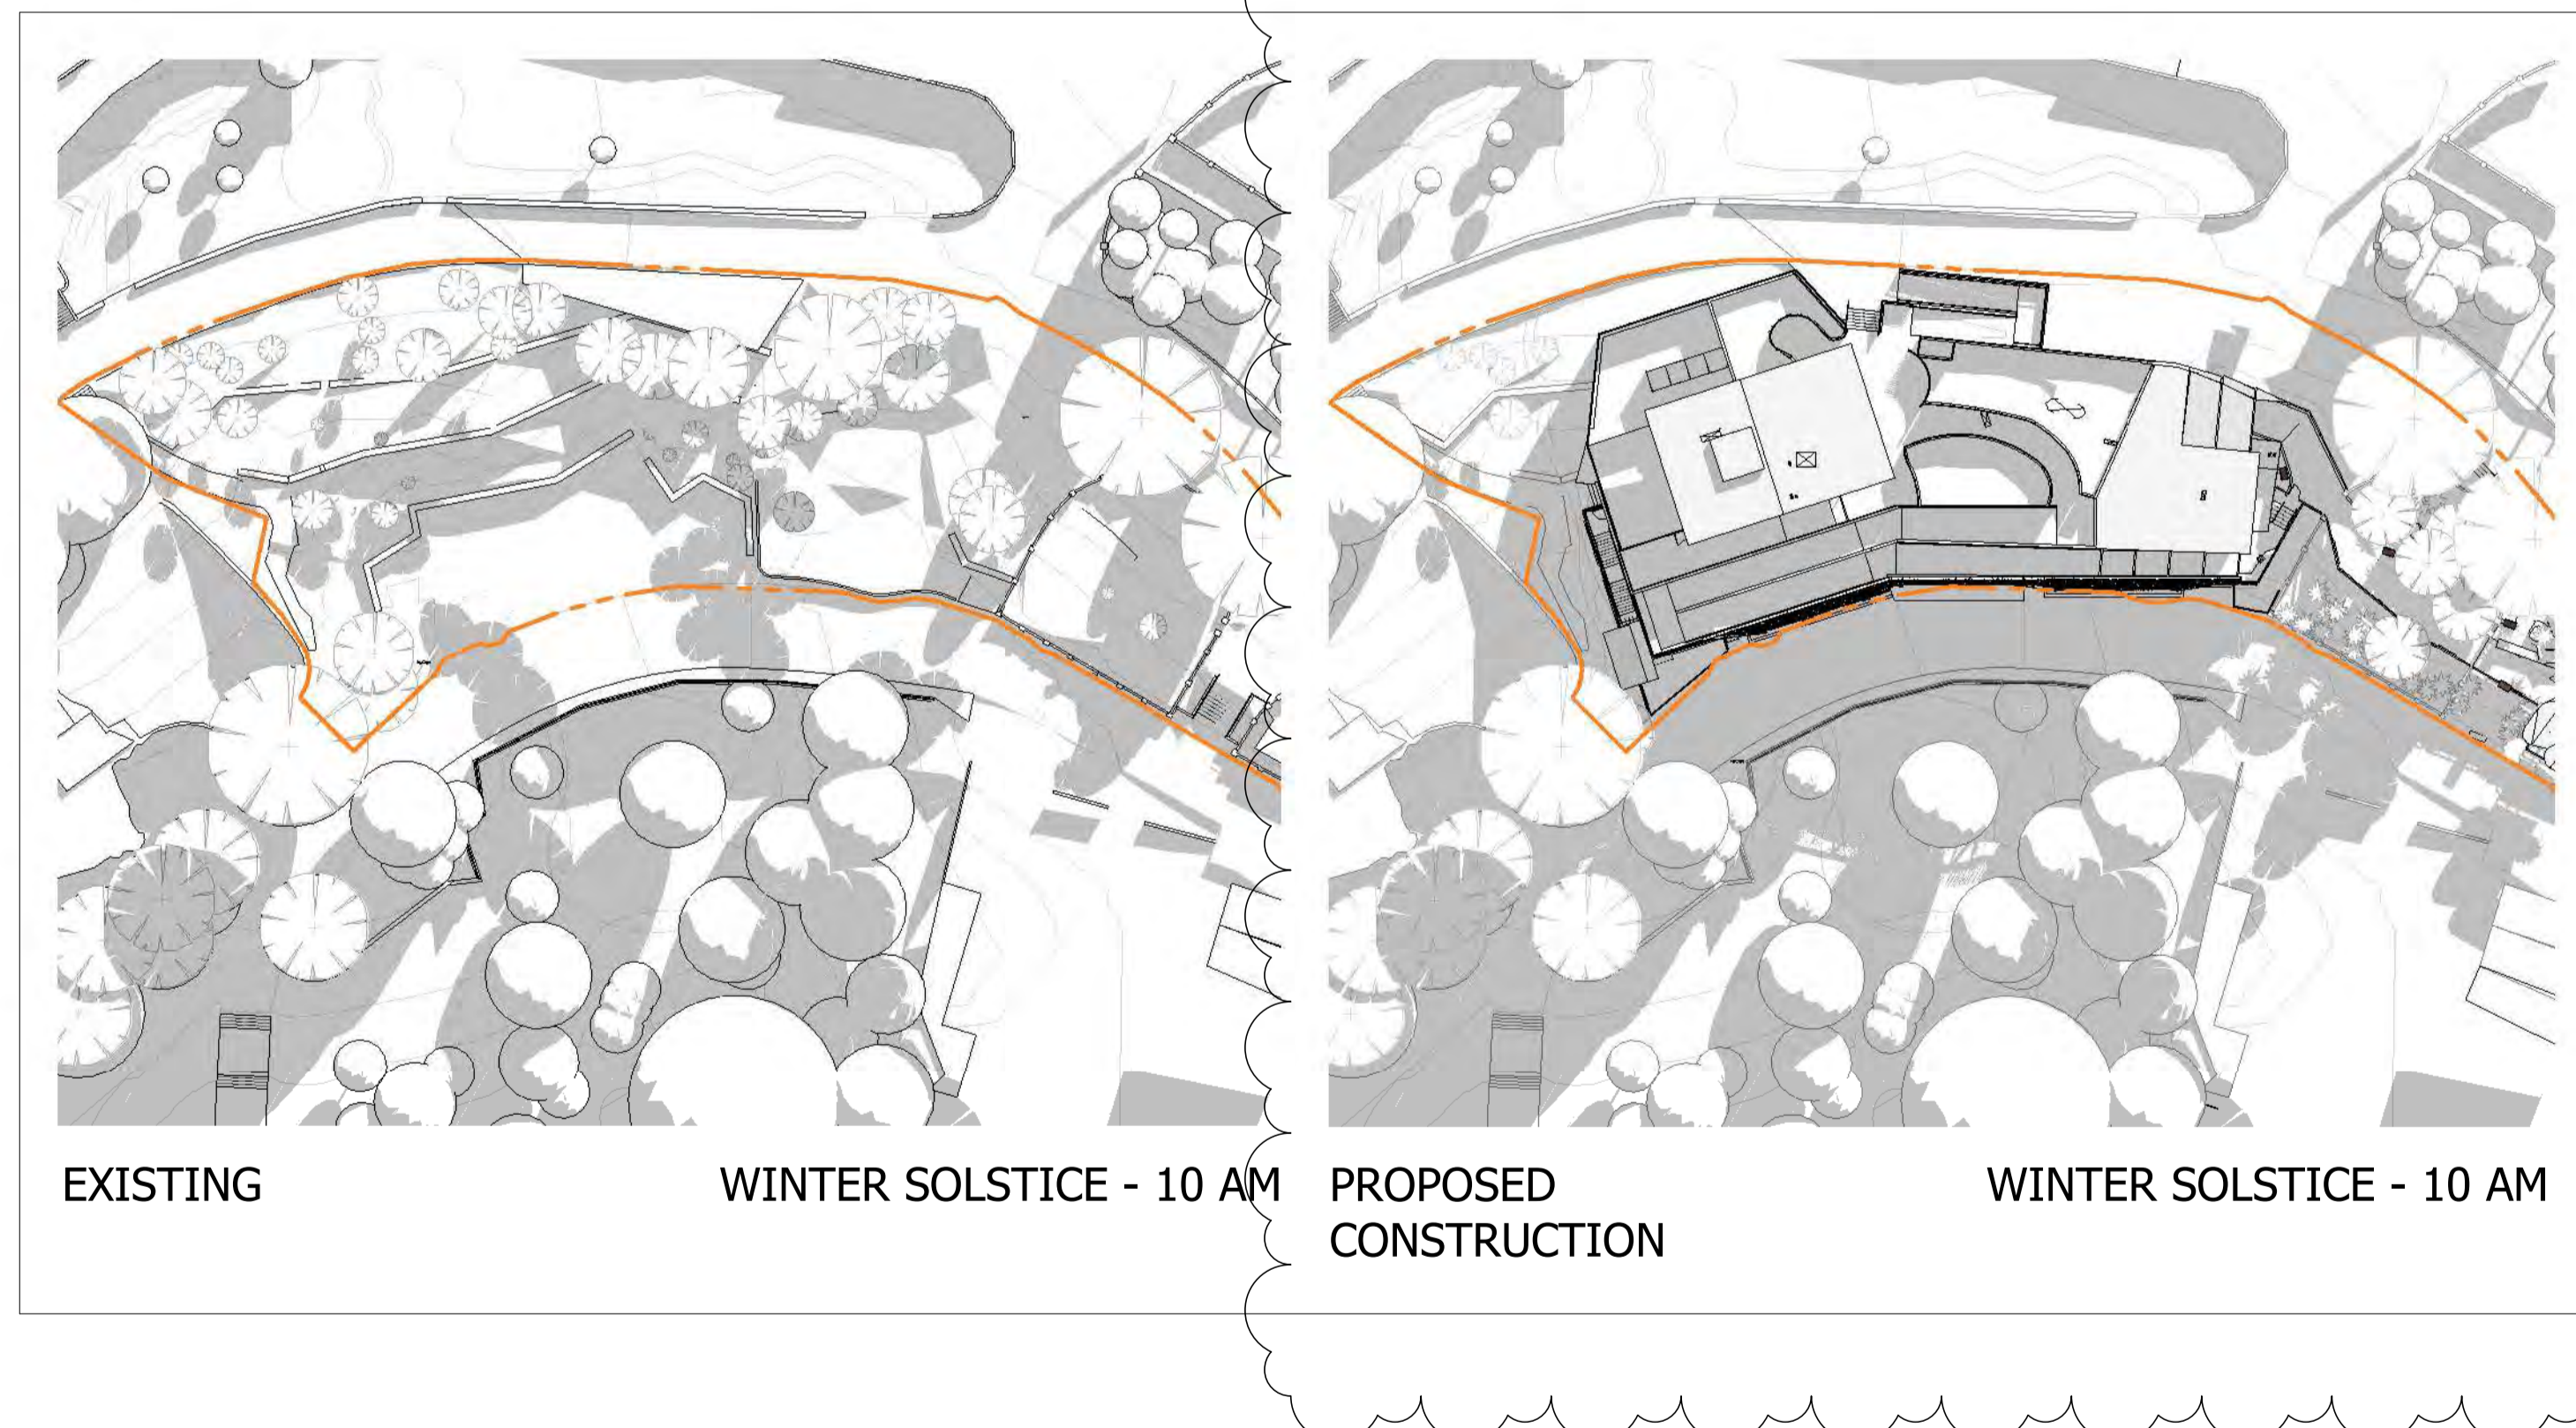 EXISTING
WINTER SOLSTICE - 10 AM
PROPOSED
CONSTRUCTION
WINTER SOLSTICE - 10 AM